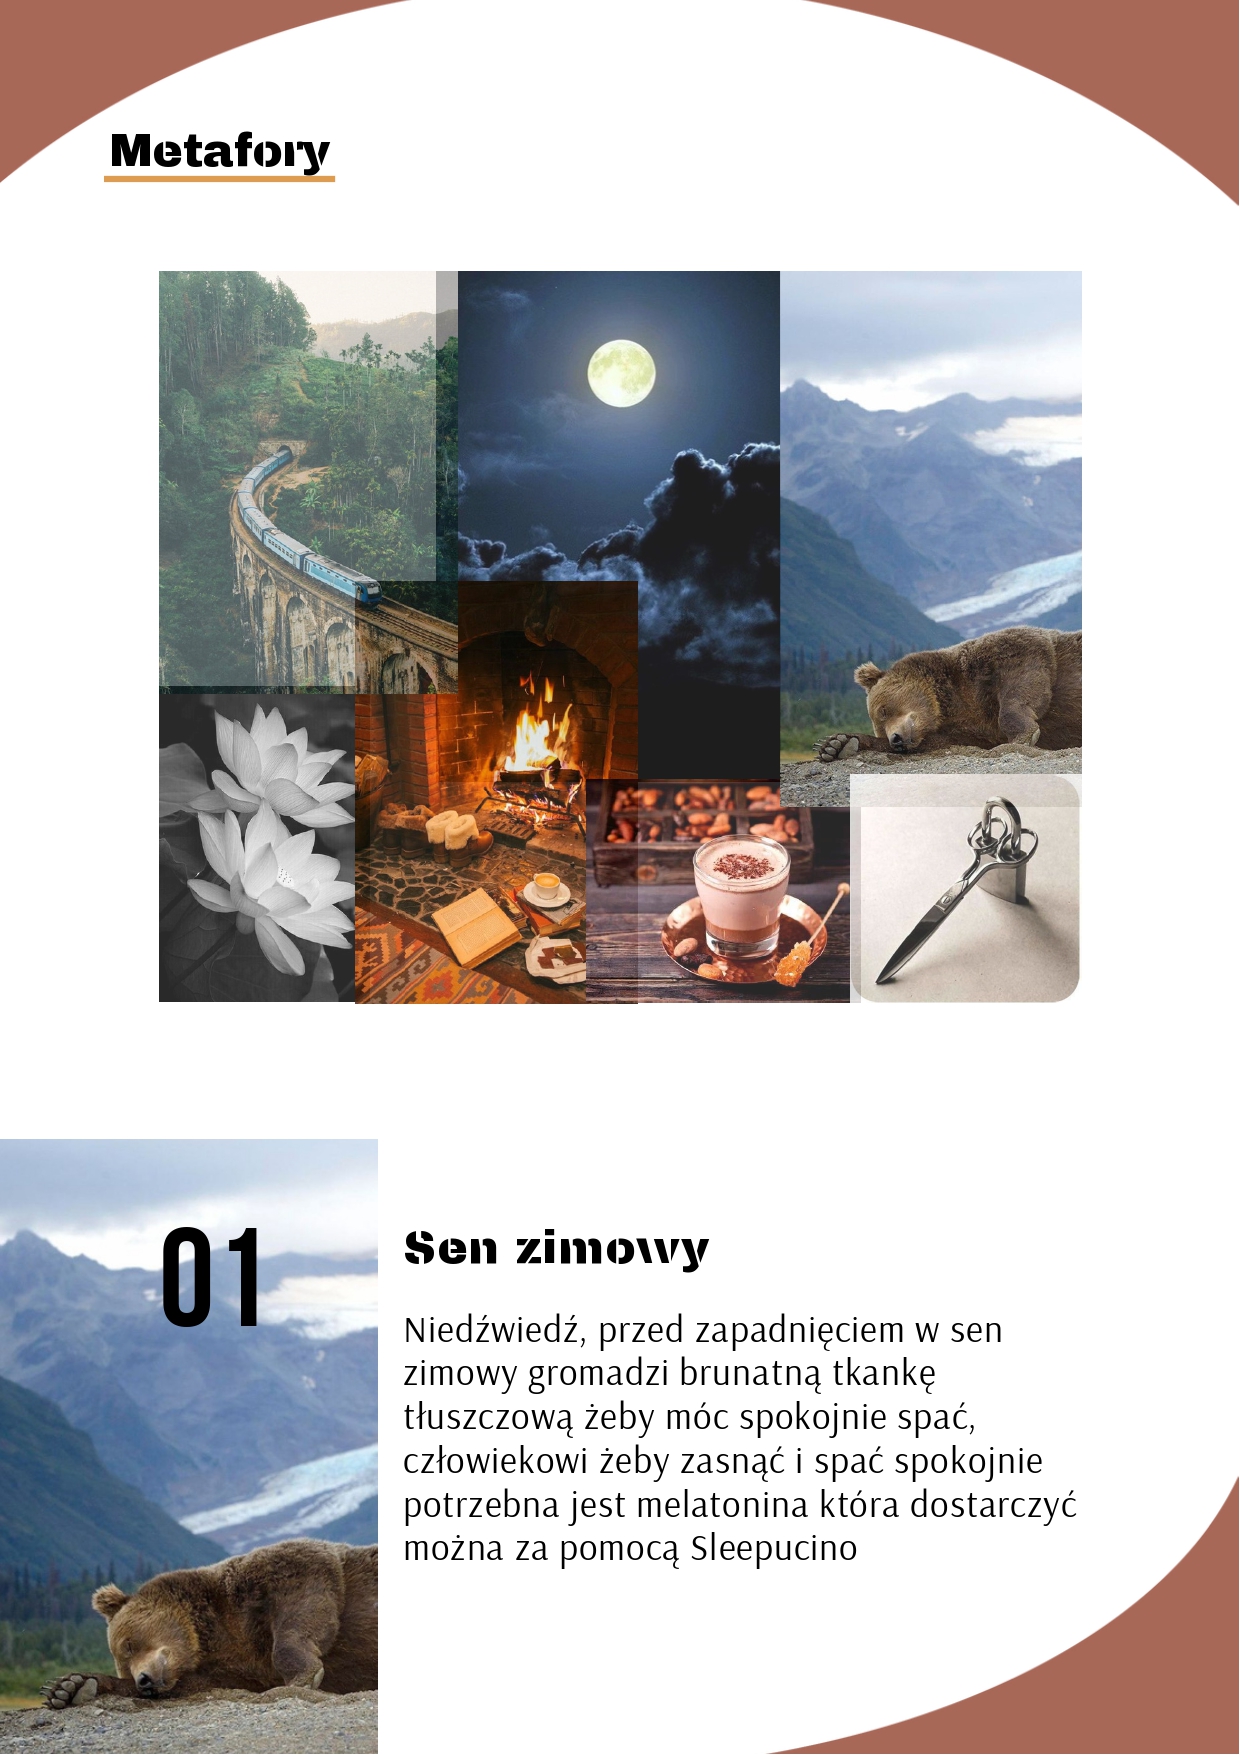 Metafory
01
Sen zimowy
Niedźwiedź, przed zapadnięciem w sen
zimowy gromadzi brunatną tkankę
tłuszczową żeby móc spokojnie spać,
człowiekowi żeby zasnąć i spać spokojnie
potrzebna jest melatonina która dostarczyć
można za pomocą Sleepucino